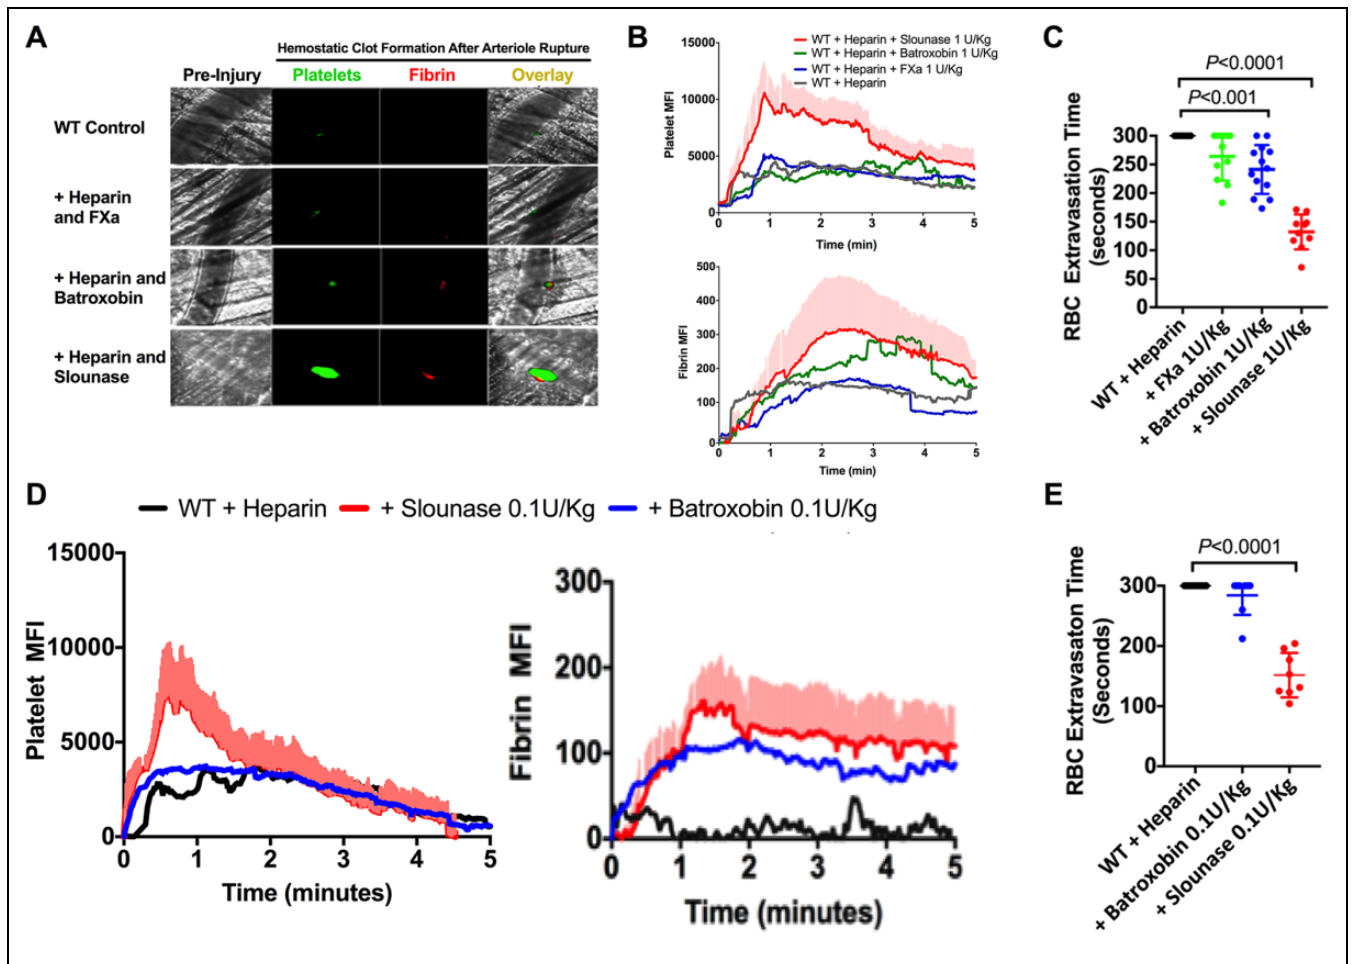 A
Hemostatic Clot Formation After Arteriole Rupture
Pre-Injury Platelets Fibrin Overlay
WT Control
+ Heparin
and FXa
+ Heparin and
Batroxobin
+ Heparin and
Slounase
B
WT + Heparin + Slounase 1 U/Kg
WT + Heparin + Batroxobin 1 U/Kg
WT + Heparin + FXa 1 U/Kg
WT + Heparin
Platelet MFI
15000
10000
5000
0
0 1 2 3 4 5
Time (min)
Fibrin MFI
500
400
300
200
100
0
0 1 2 3 4 5
Time (min)
C
P<0.0001
P<0.001
RBC Extravasation Time
(seconds)
300
250
200
150
100
50
0
WT + Heparin
+ FXa 1U/Kg
+ Batroxobin 1U/Kg
+ Slounase 1U/Kg
D
WT + Heparin + Slounase 0.1U/Kg + Batroxobin 0.1U/Kg
Platelet MFI
15000
10000
5000
0
0 1 2 3 4 5
Time (minutes)
Fibrin MFI
300
200
100
0
0 1 2 3 4 5
Time (minutes)
E
P<0.0001
RBC Extravasaton Time
(Seconds)
300
200
100
0
WT + Heparin
+ Batroxobin 0.1U/Kg
+ Slounase 0.1U/Kg